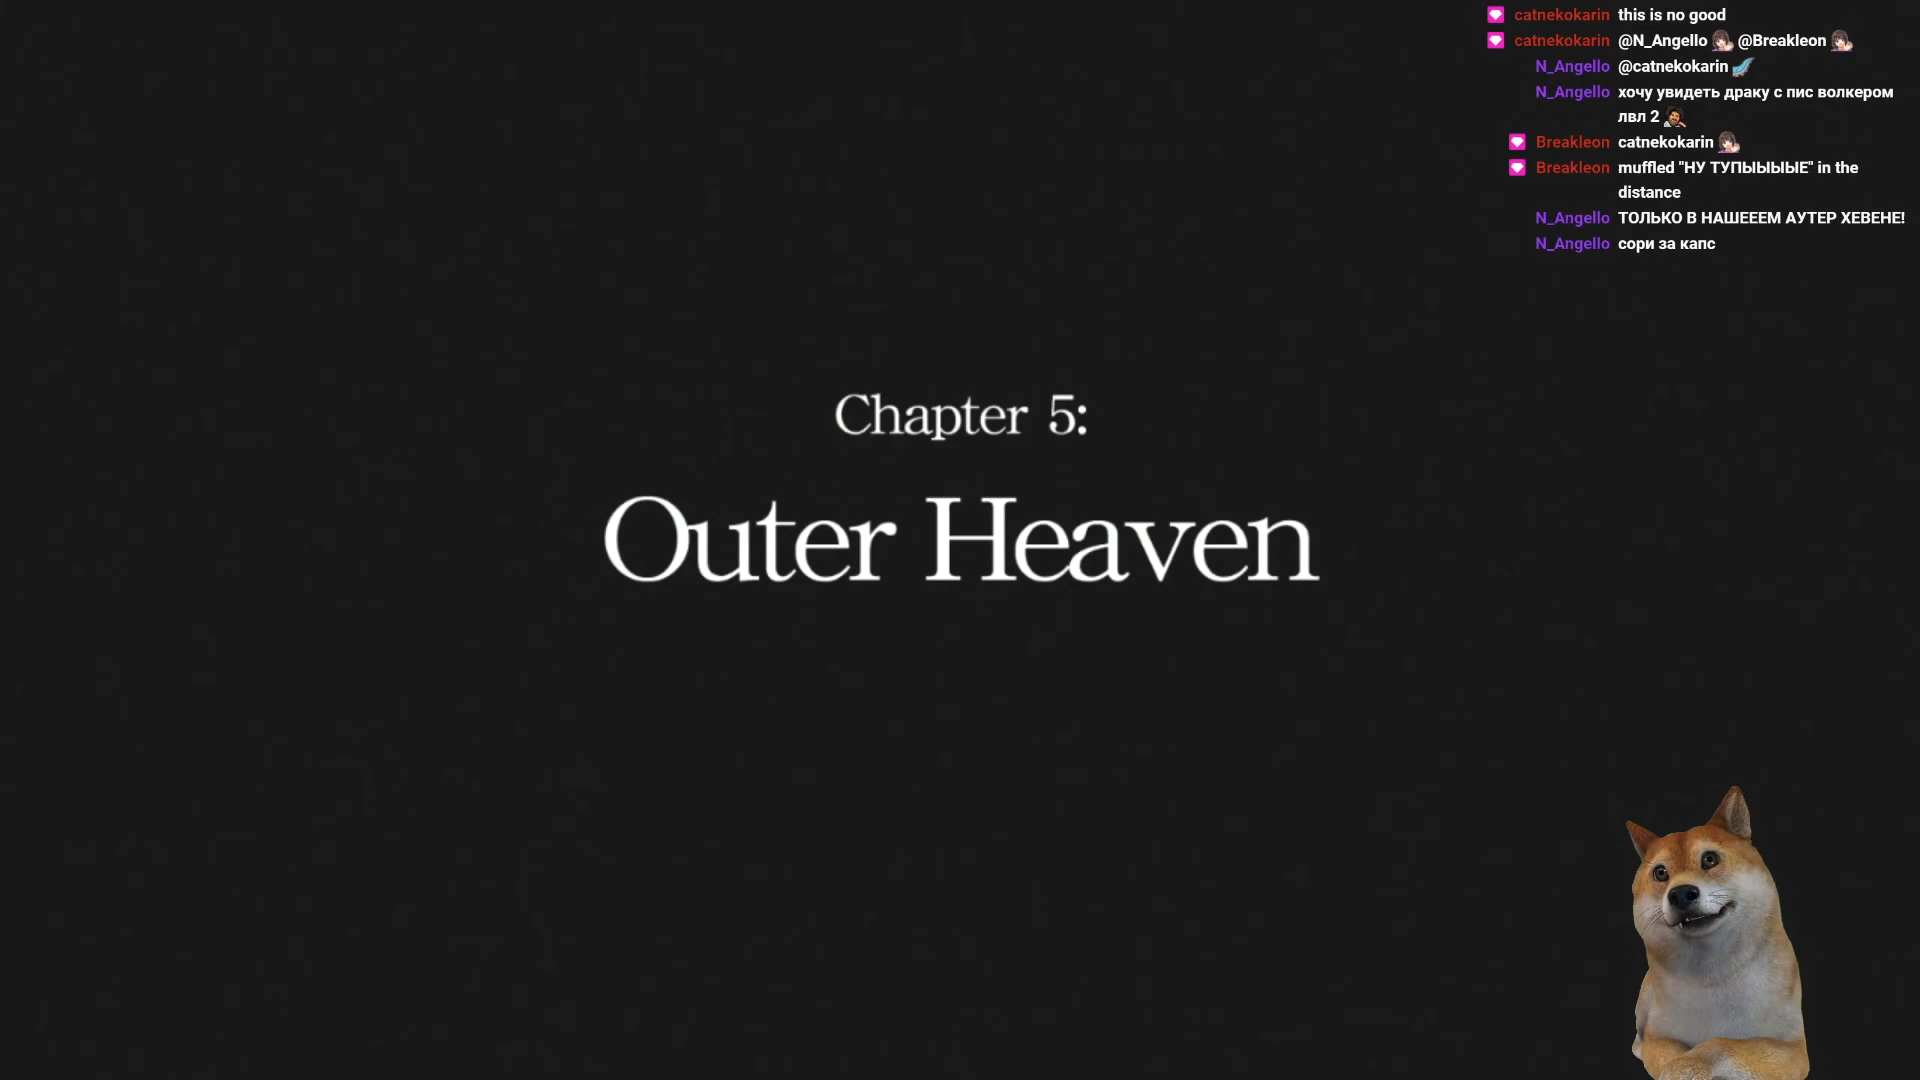 catnekokarin this is no good
catnekokarin @N_Angello @Breakleon
N_Angello @catnekokarin
N_Angello хочу увидеть драку с пис волкером
лвл 2
Breakleon catnekokarin
Breakleon muffled "НУ ТУПЫЫЫЫЕ" in the
distance
N_Angello ТОЛЬКО В НАШЕЕЕМ АУТЕР ХЕВЕНЕ!
N_Angello сори за капс
Chapter 5:
Outer Heaven